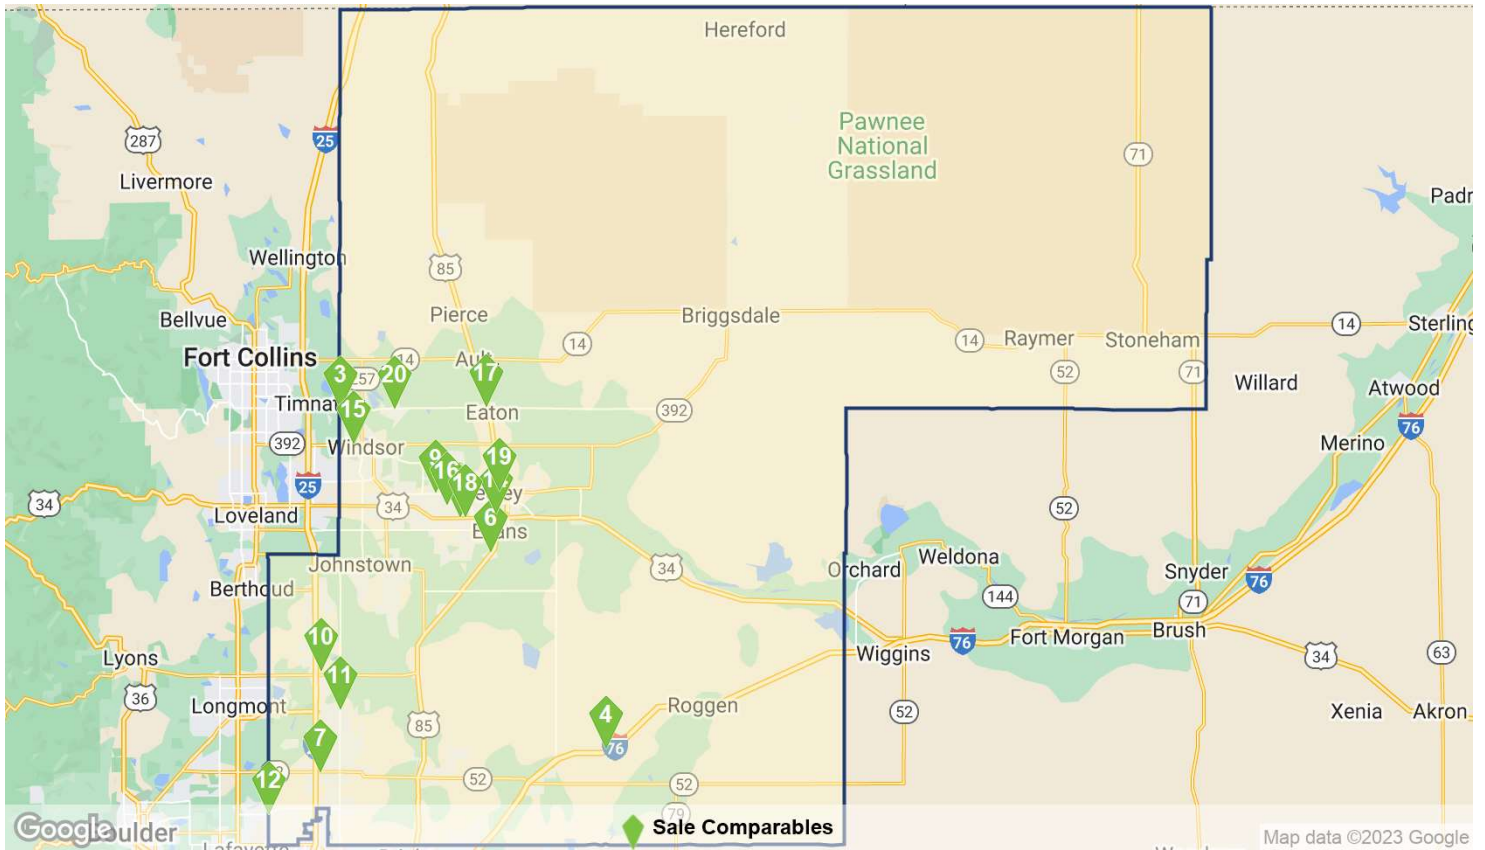 Hereford
Pawnee
National
Grassland
25
287
71
Livermore
Padr
Wellington
85
Pierce
Briggsdale
Bellvue
14
Sterling
14
14
Raymer
Stoneham
Fort Collins
14
Ault
3
257
20
17
52
71
Willard
Atwood
Timnat
15
Eaton
392
76
392
Windsor
Merino
9
16
19
25
18
34
34
52
Loveland
6
Evans
Johnstown
34
Orchard
Weldona
Snyder
76
Berthoud
144
71
10
76
Fort Morgan
Brush
Lyons
Wiggins
34
63
11
36
Longmont
4
Roggen
52
Xenia
Akron
85
7
76
12
52
52
79
Google
Boulder
Sale Comparables
Map data ©2023 Google